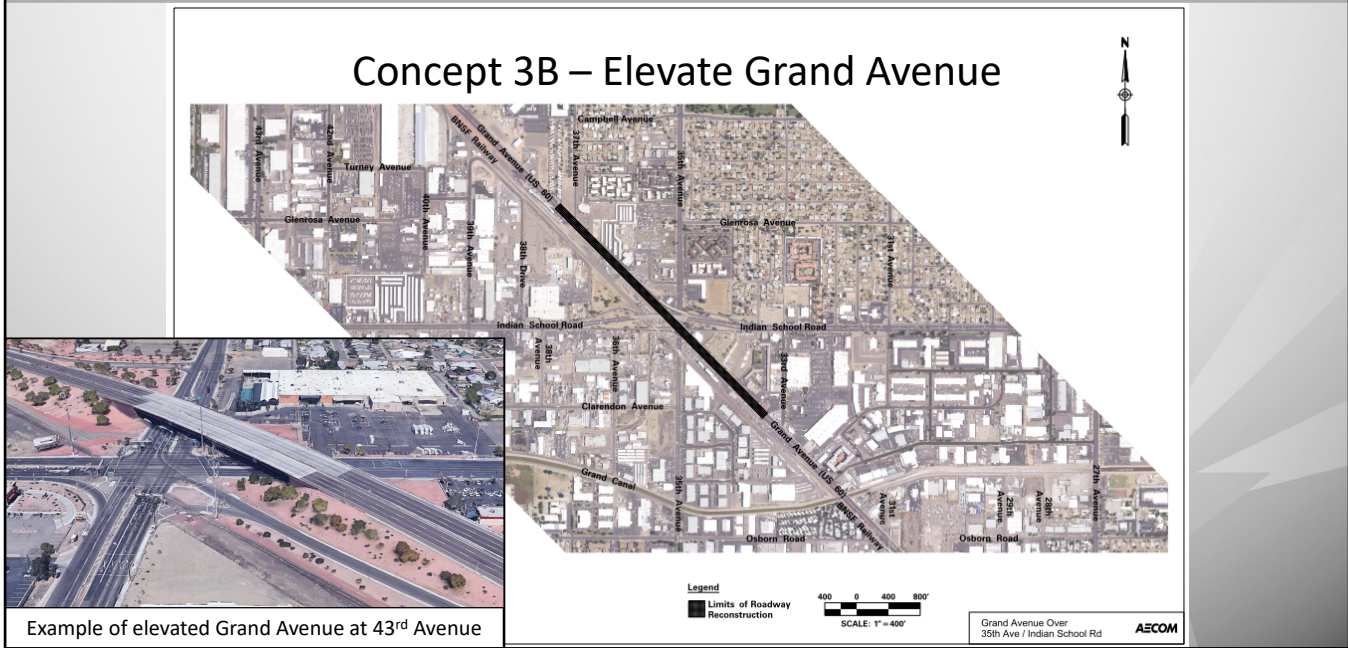 Concept 3B – Elevate Grand Avenue
N
Campbell Avenue
43rd Avenue
42nd Avenue
BNSF Railway
Grand Avenue (US 60)
37th Avenue
35th Avenue
Turney Avenue
40th Avenue
39th Avenue
38th Drive
Glenrosa Avenue
Glenrosa Avenue
31st Avenue
Indian School Road
Indian School Road
38th Avenue
36th Avenue
33rd Avenue
Clarendon Avenue
Grand Avenue (US 60)
Grand Canal
35th Avenue
BNSF Railway
31st Avenue
29th Avenue
28th Avenue
27th Avenue
Osborn Road
Osborn Road
Legend
Limits of Roadway
Reconstruction
400 0 400 800'
SCALE: 1" = 400'
Grand Avenue Over
35th Ave / Indian School Rd
AECOM
Example of elevated Grand Avenue at 43rd Avenue